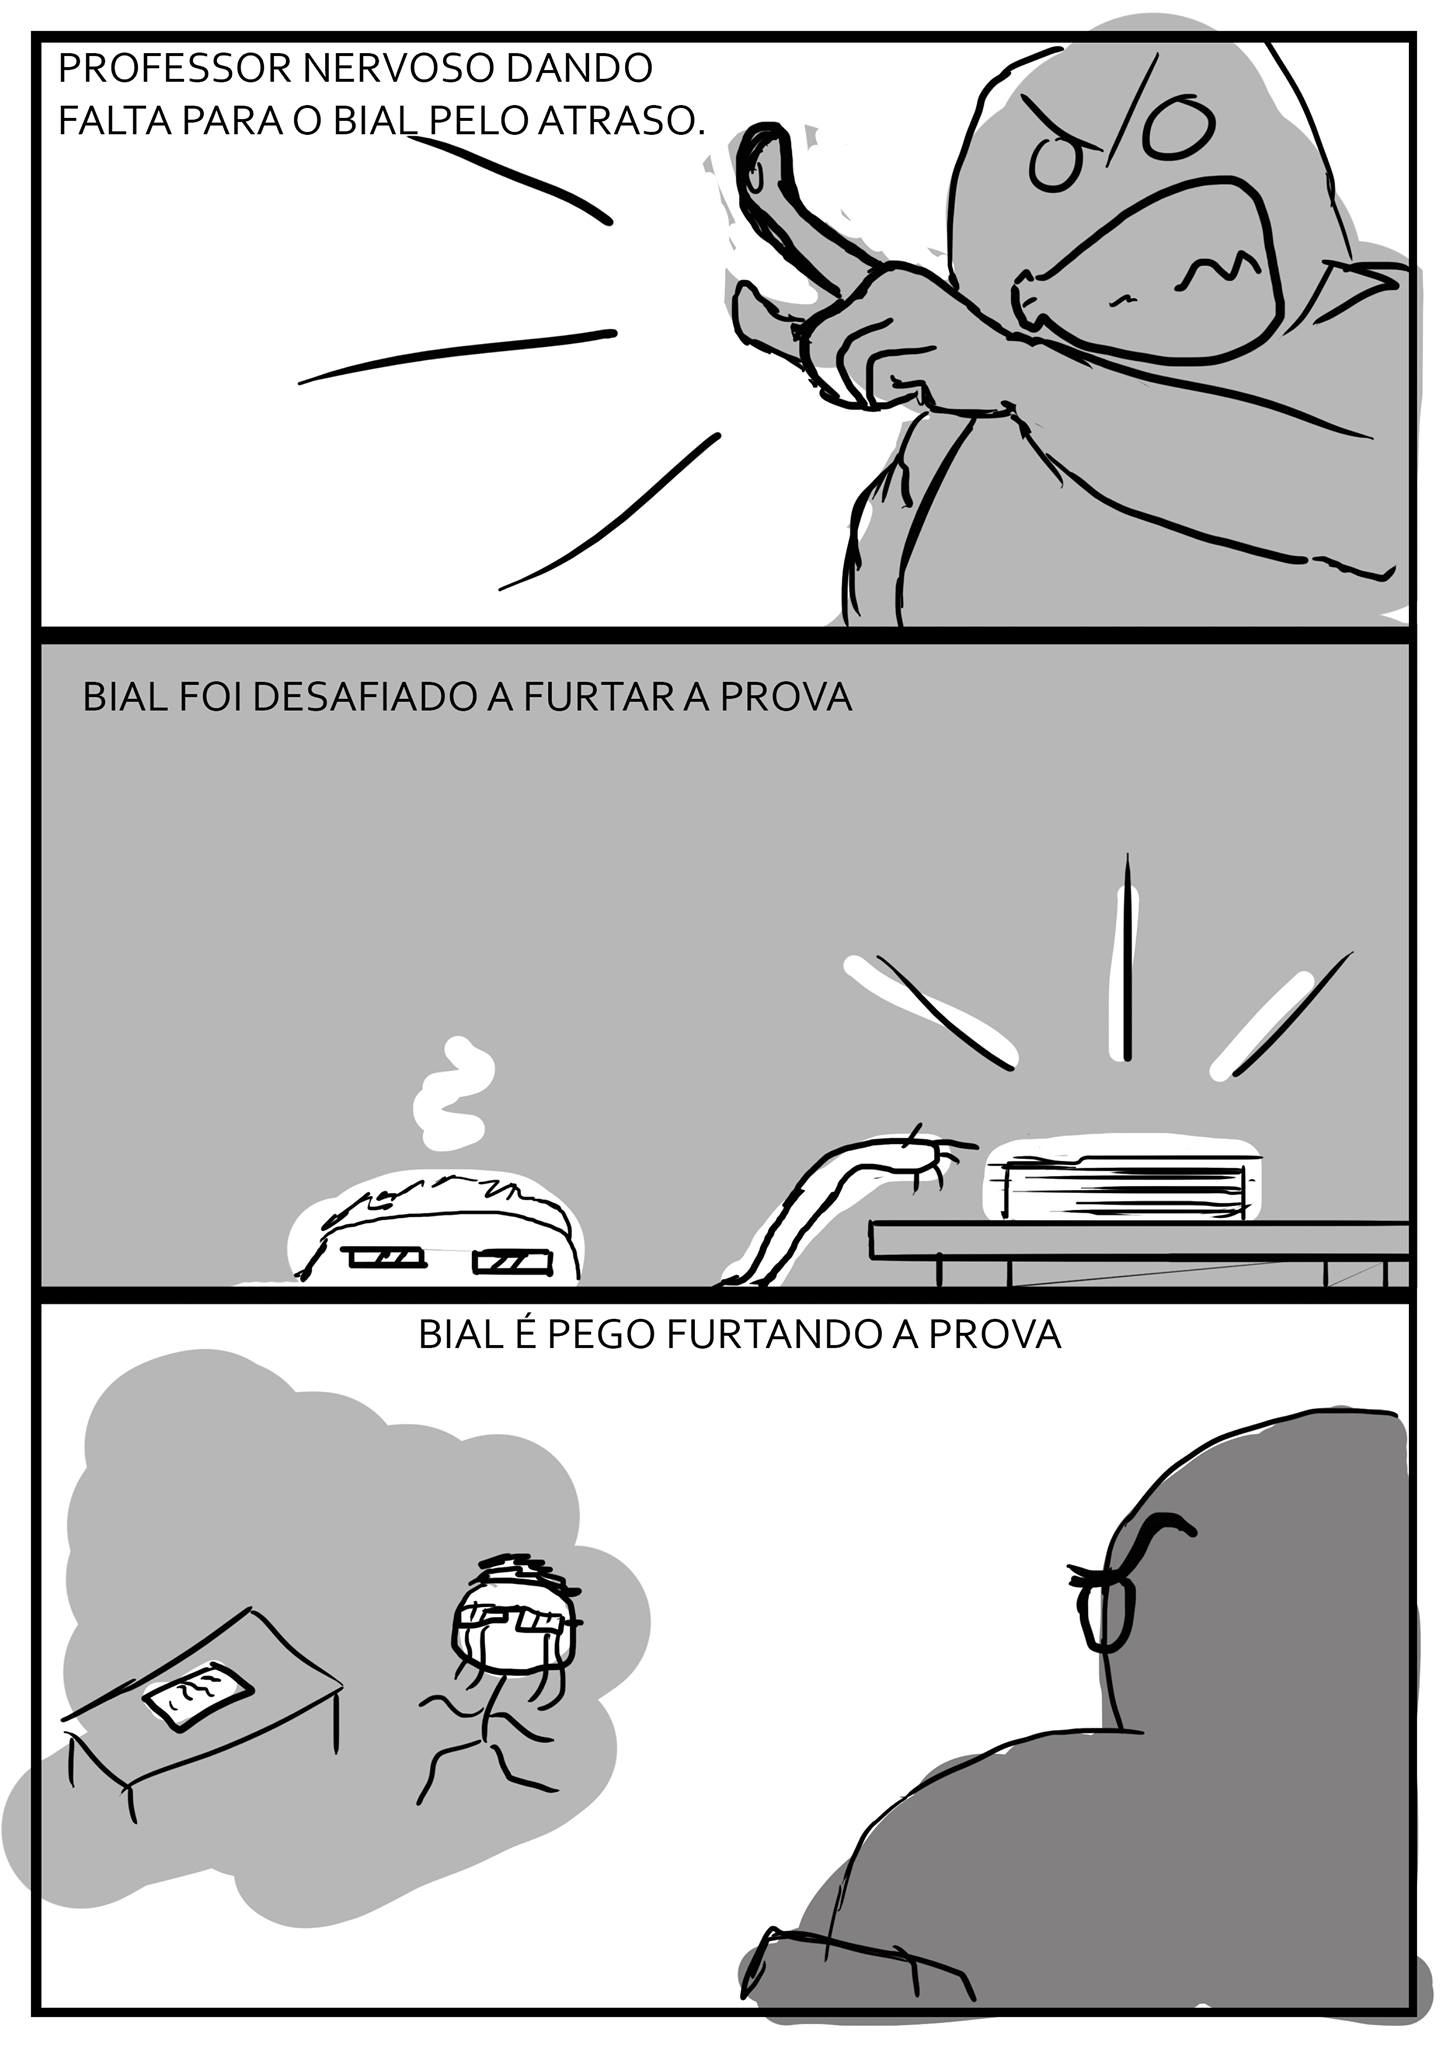 PROFESSOR NERVOSO DANDO
FALTA PARA O BIAL PELO ATRASO.
BIAL FOI DESAFIADO A FURTAR A PROVA
BIAL É PEGO FURTANDO A PROVA